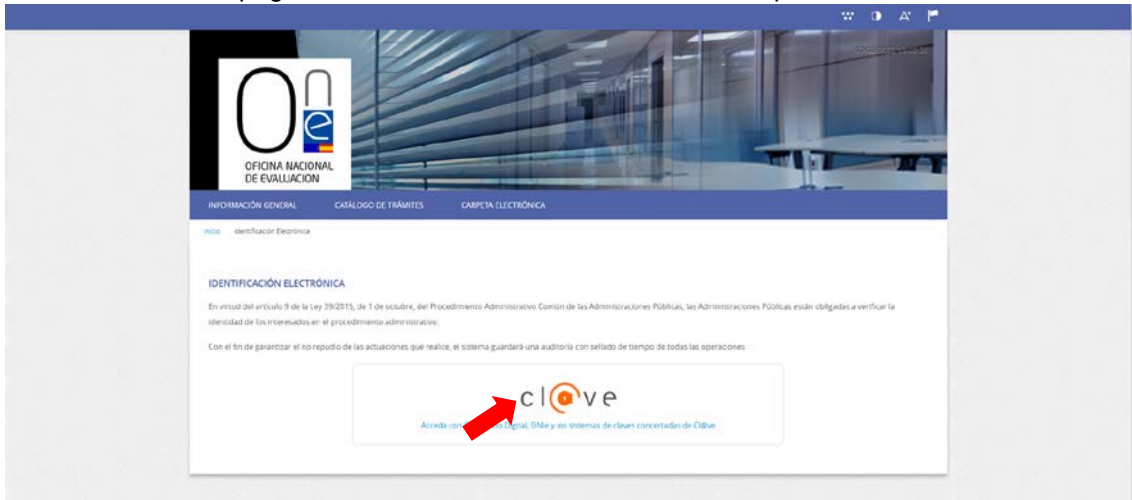 OFICINA NACIONAL
DE EVALUACION
INFORMACIÓN GENERAL CATÁLOGO DE TRÁMITES CARPETA ELECTRÓNICA
Inicio Identificación Electrónica
IDENTIFICACIÓN ELECTRÓNICA
En virtud del artículo 9 de la Ley 39/2015, de 1 de octubre, del Procedimiento Administrativo Común de las Administraciones Públicas, las Administraciones Públicas están obligadas a verificar la
identidad de los interesados en el procedimiento administrativo.
Con el fin de garantizar el no repudio de las actuaciones que realice, el sistema guardará una auditoría con sellado de tiempo de todas las operaciones
cl@ve
Acceda con Digital, DNIe y los sistemas de claves concertadas de Cl@ve